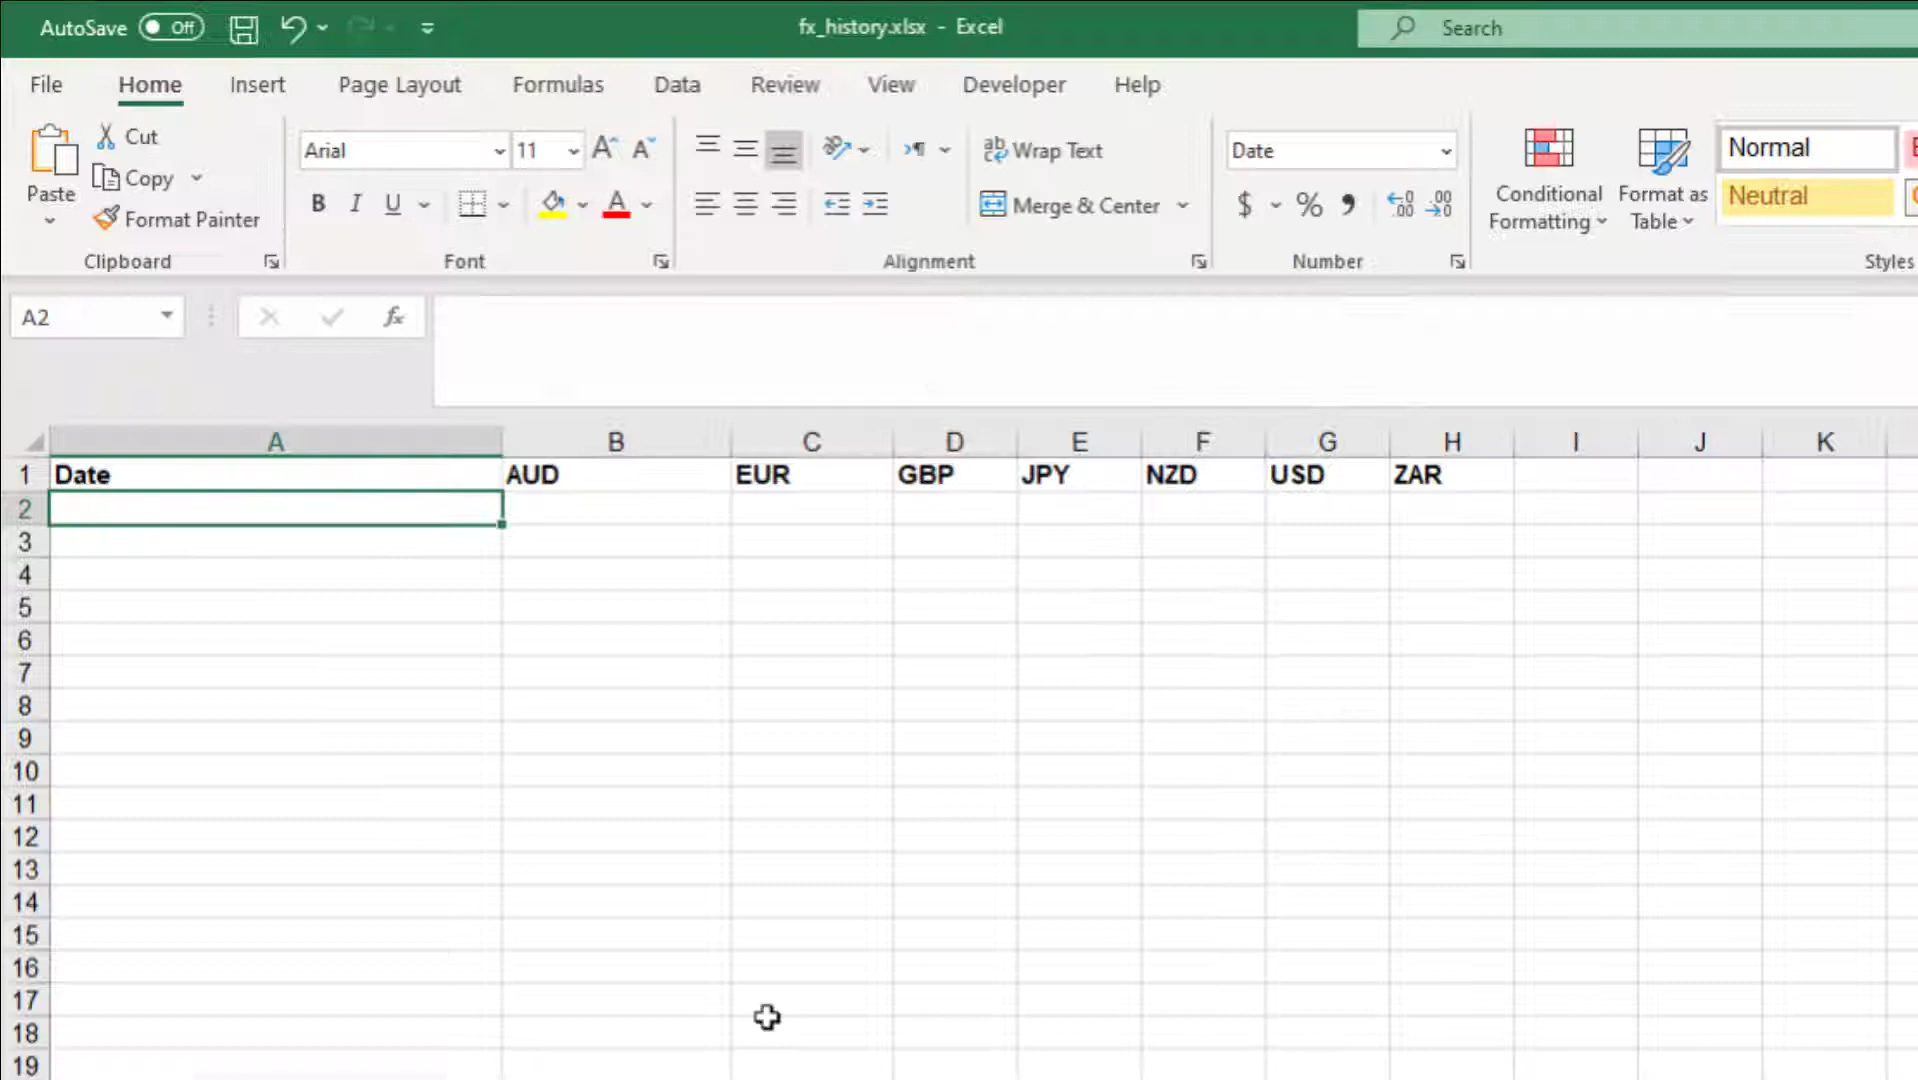 AutoSave Off fx_history.xlsx - Excel Search
File Home Insert Page Layout Formulas Data Review View Developer Help
Paste
Cut
Copy
Format Painter
Clipboard
Arial 11
B I U
Font
Wrap Text
Merge & Center
Alignment
Date
$ % 9
Number
Conditional Formatting
Format as Table
Normal
Neutral
Styles
A2
fx
A B C D E F G H I J K
1 Date AUD EUR GBP JPY NZD USD ZAR
2
3
4
5
6
7
8
9
10
11
12
13
14
15
16
17
18
19